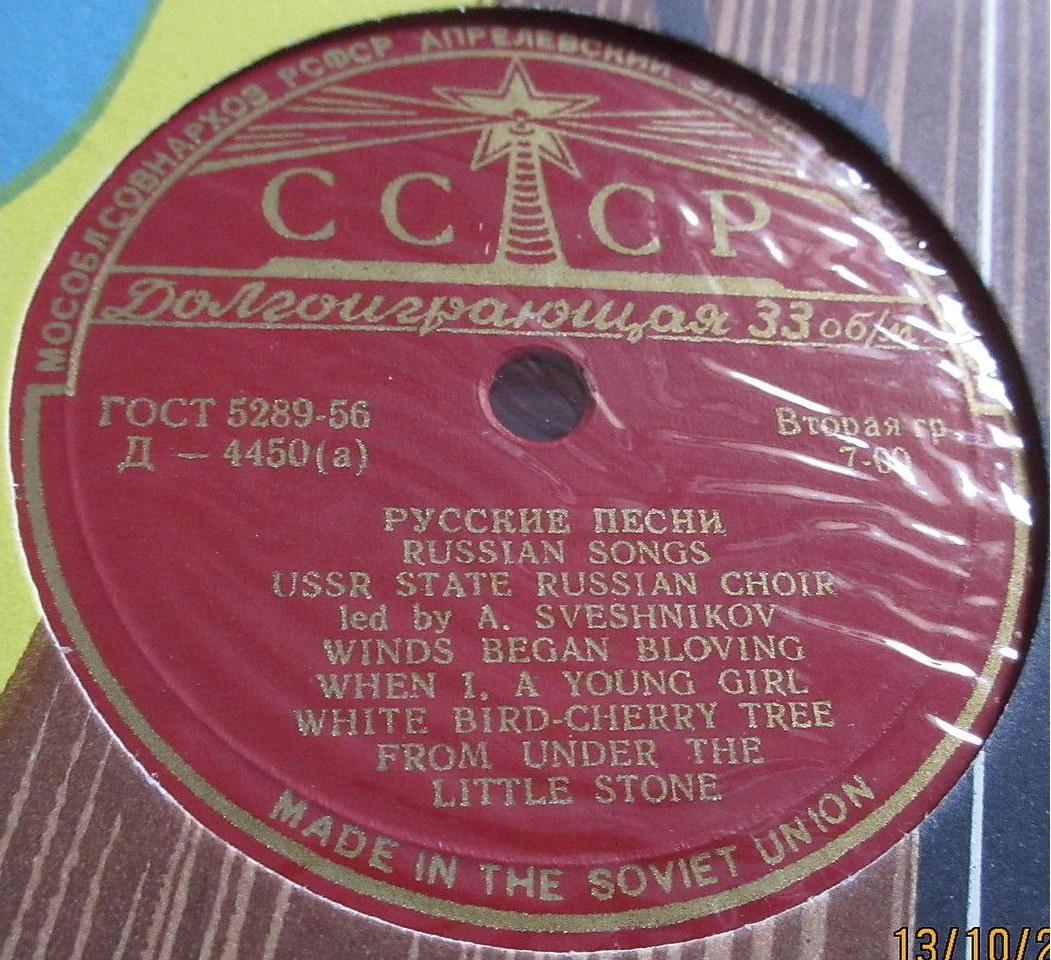 МОСОБЛСОВНАРХОЗ РСФСР АПРЕЛЕВСКИЙ
СССР
Долгоиграющая 33 об/м
ГОСТ 5289-56
Д — 4450(а)
Вторая гр.
7-00
РУССКИЕ ПЕСНИ
RUSSIAN SONGS
USSR STATE RUSSIAN CHOIR
led by A. SVESHNIKOV
WINDS BEGAN BLOVING
WHEN I, A YOUNG GIRL
WHITE BIRD-CHERRY TREE
FROM UNDER THE
LITTLE STONE
MADE IN THE SOVIET UNION
13/10/2